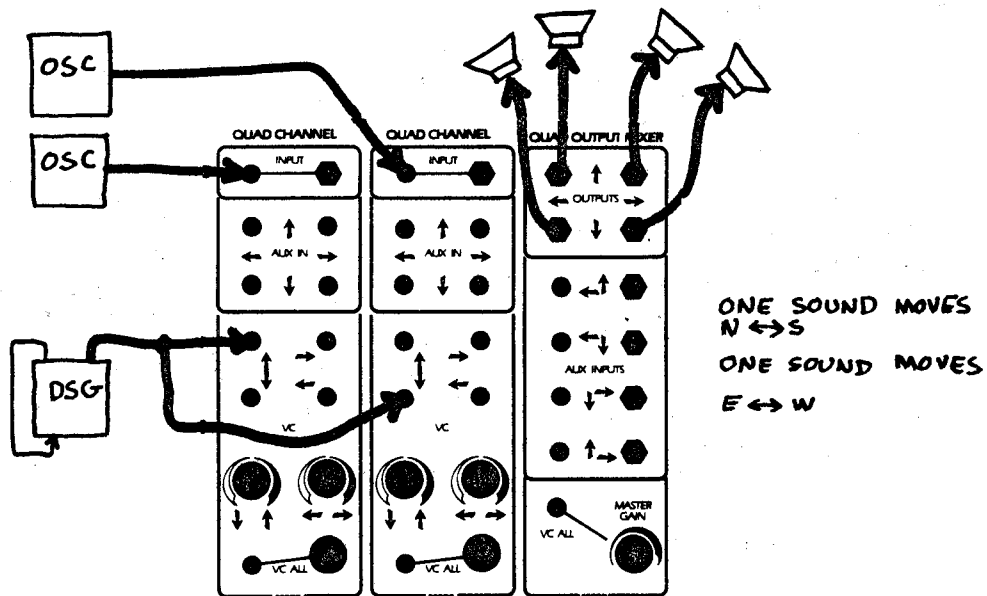 OSC
OSC
QUAD CHANNEL
INPUT
AUX IN
VC
VC ALL
QUAD CHANNEL
INPUT
AUX IN
VC
VC ALL
QUAD OUTPUT MIXER
OUTPUTS
AUX INPUTS
MASTER
GAIN
VC ALL
DSG
ONE SOUND MOVES
N ↔ S
ONE SOUND MOVES
E ↔ W